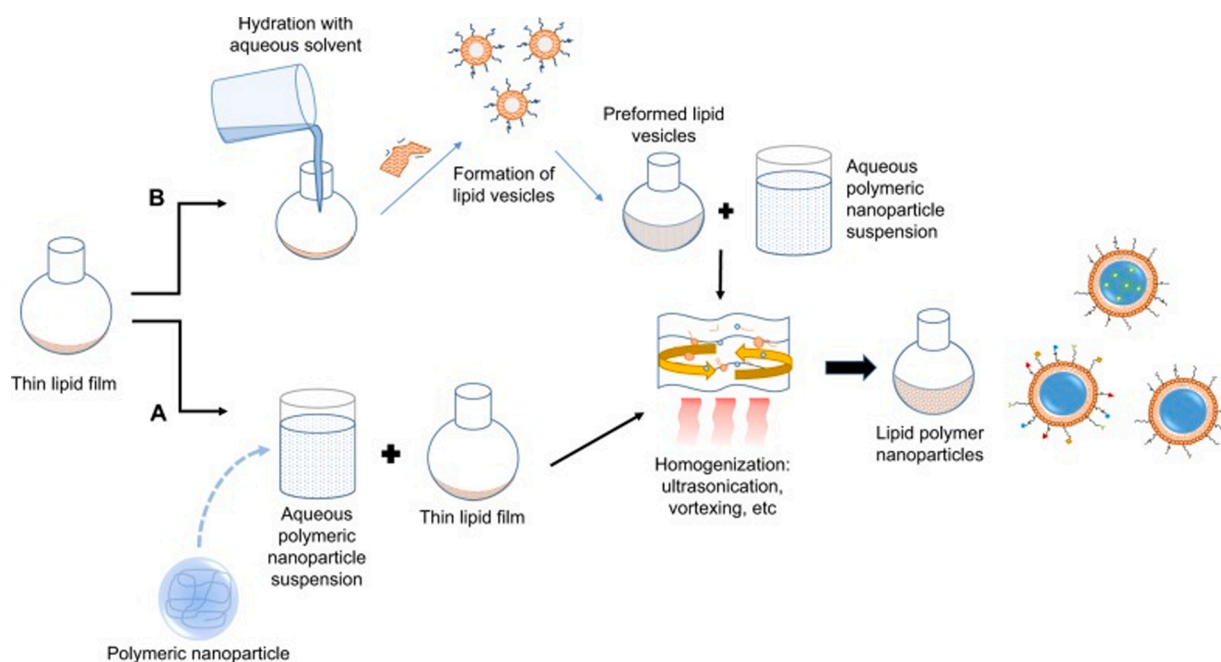 Hydration with
aqueous solvent
B
Formation of
lipid vesicles
Preformed lipid
vesicles
Aqueous
polymeric
nanoparticle
suspension
Thin lipid film
A
Aqueous
polymeric
nanoparticle
suspension
Thin lipid film
Homogenization:
ultrasonication,
vortexing, etc
Lipid polymer
nanoparticles
Polymeric nanoparticle